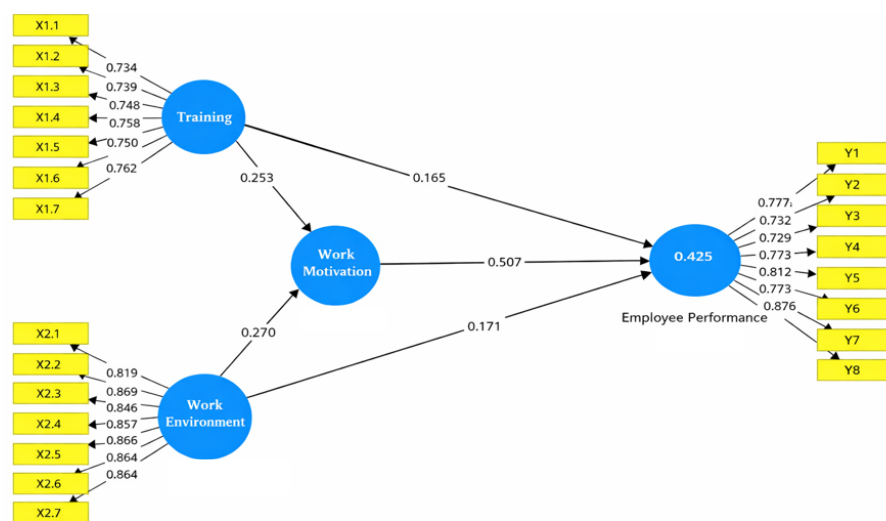 X1.1
X1.2
X1.3
X1.4
X1.5
X1.6
X1.7
0.734
0.739
0.748
0.758
0.750
0.762
Training
0.253
0.165
Work
Motivation
0.507
0.270
0.171
X2.1
X2.2
X2.3
X2.4
X2.5
X2.6
X2.7
0.819
0.869
0.846
0.857
0.866
0.864
0.864
Work
Environment
0.425
Employee Performance
0.777
0.732
0.729
0.773
0.812
0.773
0.876
Y1
Y2
Y3
Y4
Y5
Y6
Y7
Y8